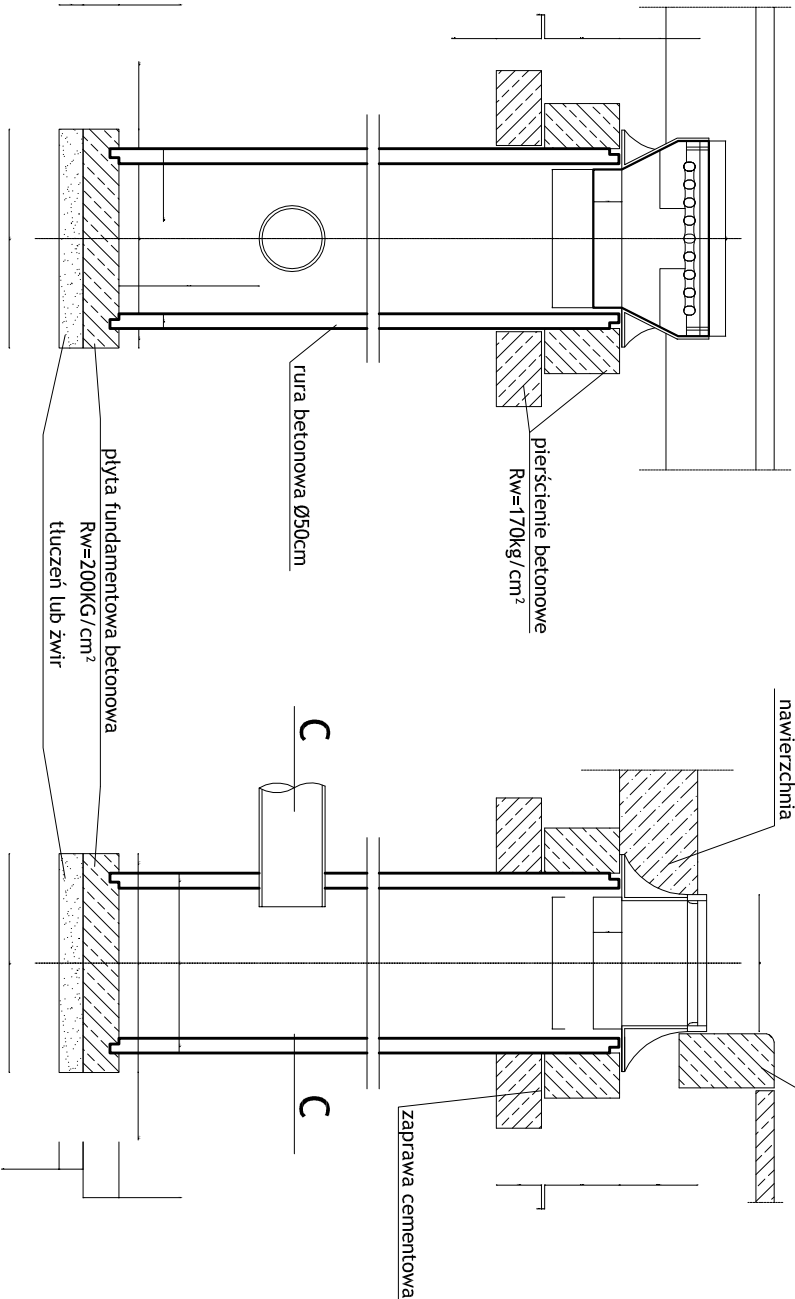 nawierzchnia
pierścienie betonowe
Rw=170kg/cm²
rura betonowa Ø50cm
zaprawa cementowa
C
C
płyta fundamentowa betonowa
Rw=200KG/cm²
tłuczeń lub żwir